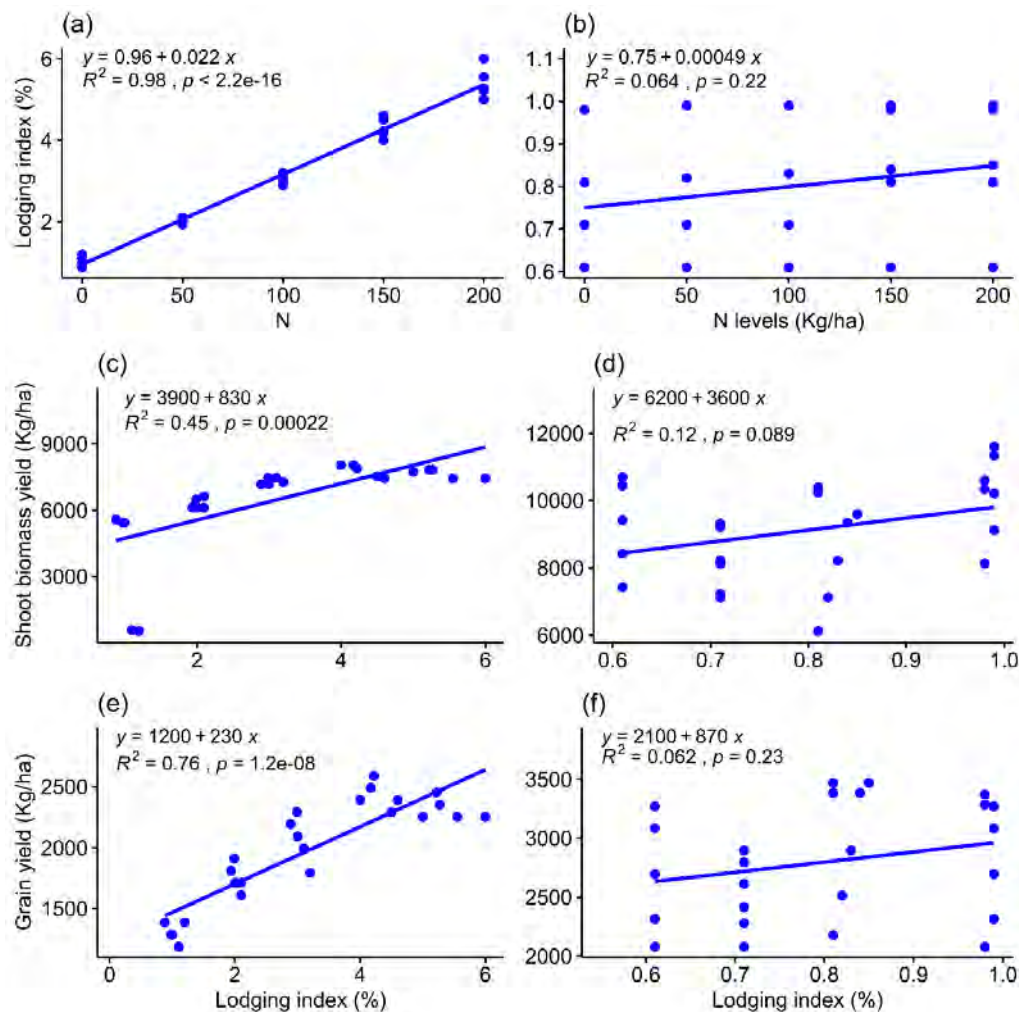 (a)
y = 0.96 + 0.022 x
R² = 0.98 , p < 2.2e-16
Lodging index (%)
6
4
2
0 50 100 150 200
N
(b)
y = 0.75 + 0.00049 x
R² = 0.064 , p = 0.22
1.1
1.0
0.9
0.8
0.7
0.6
0 50 100 150 200
N levels (Kg/ha)
(c)
y = 3900 + 830 x
R² = 0.45 , p = 0.00022
Shoot biomass yield (Kg/ha)
9000
6000
3000
2 4 6
(d)
y = 6200 + 3600 x
R² = 0.12 , p = 0.089
12000
10000
8000
6000
0.6 0.7 0.8 0.9 1.0
(e)
y = 1200 + 230 x
R² = 0.76 , p = 1.2e-08
Grain yield (Kg/ha)
2500
2000
1500
0 2 4 6
Lodging index (%)
(f)
y = 2100 + 870 x
R² = 0.062 , p = 0.23
3500
3000
2500
2000
0.6 0.7 0.8 0.9 1.0
Lodging index (%)